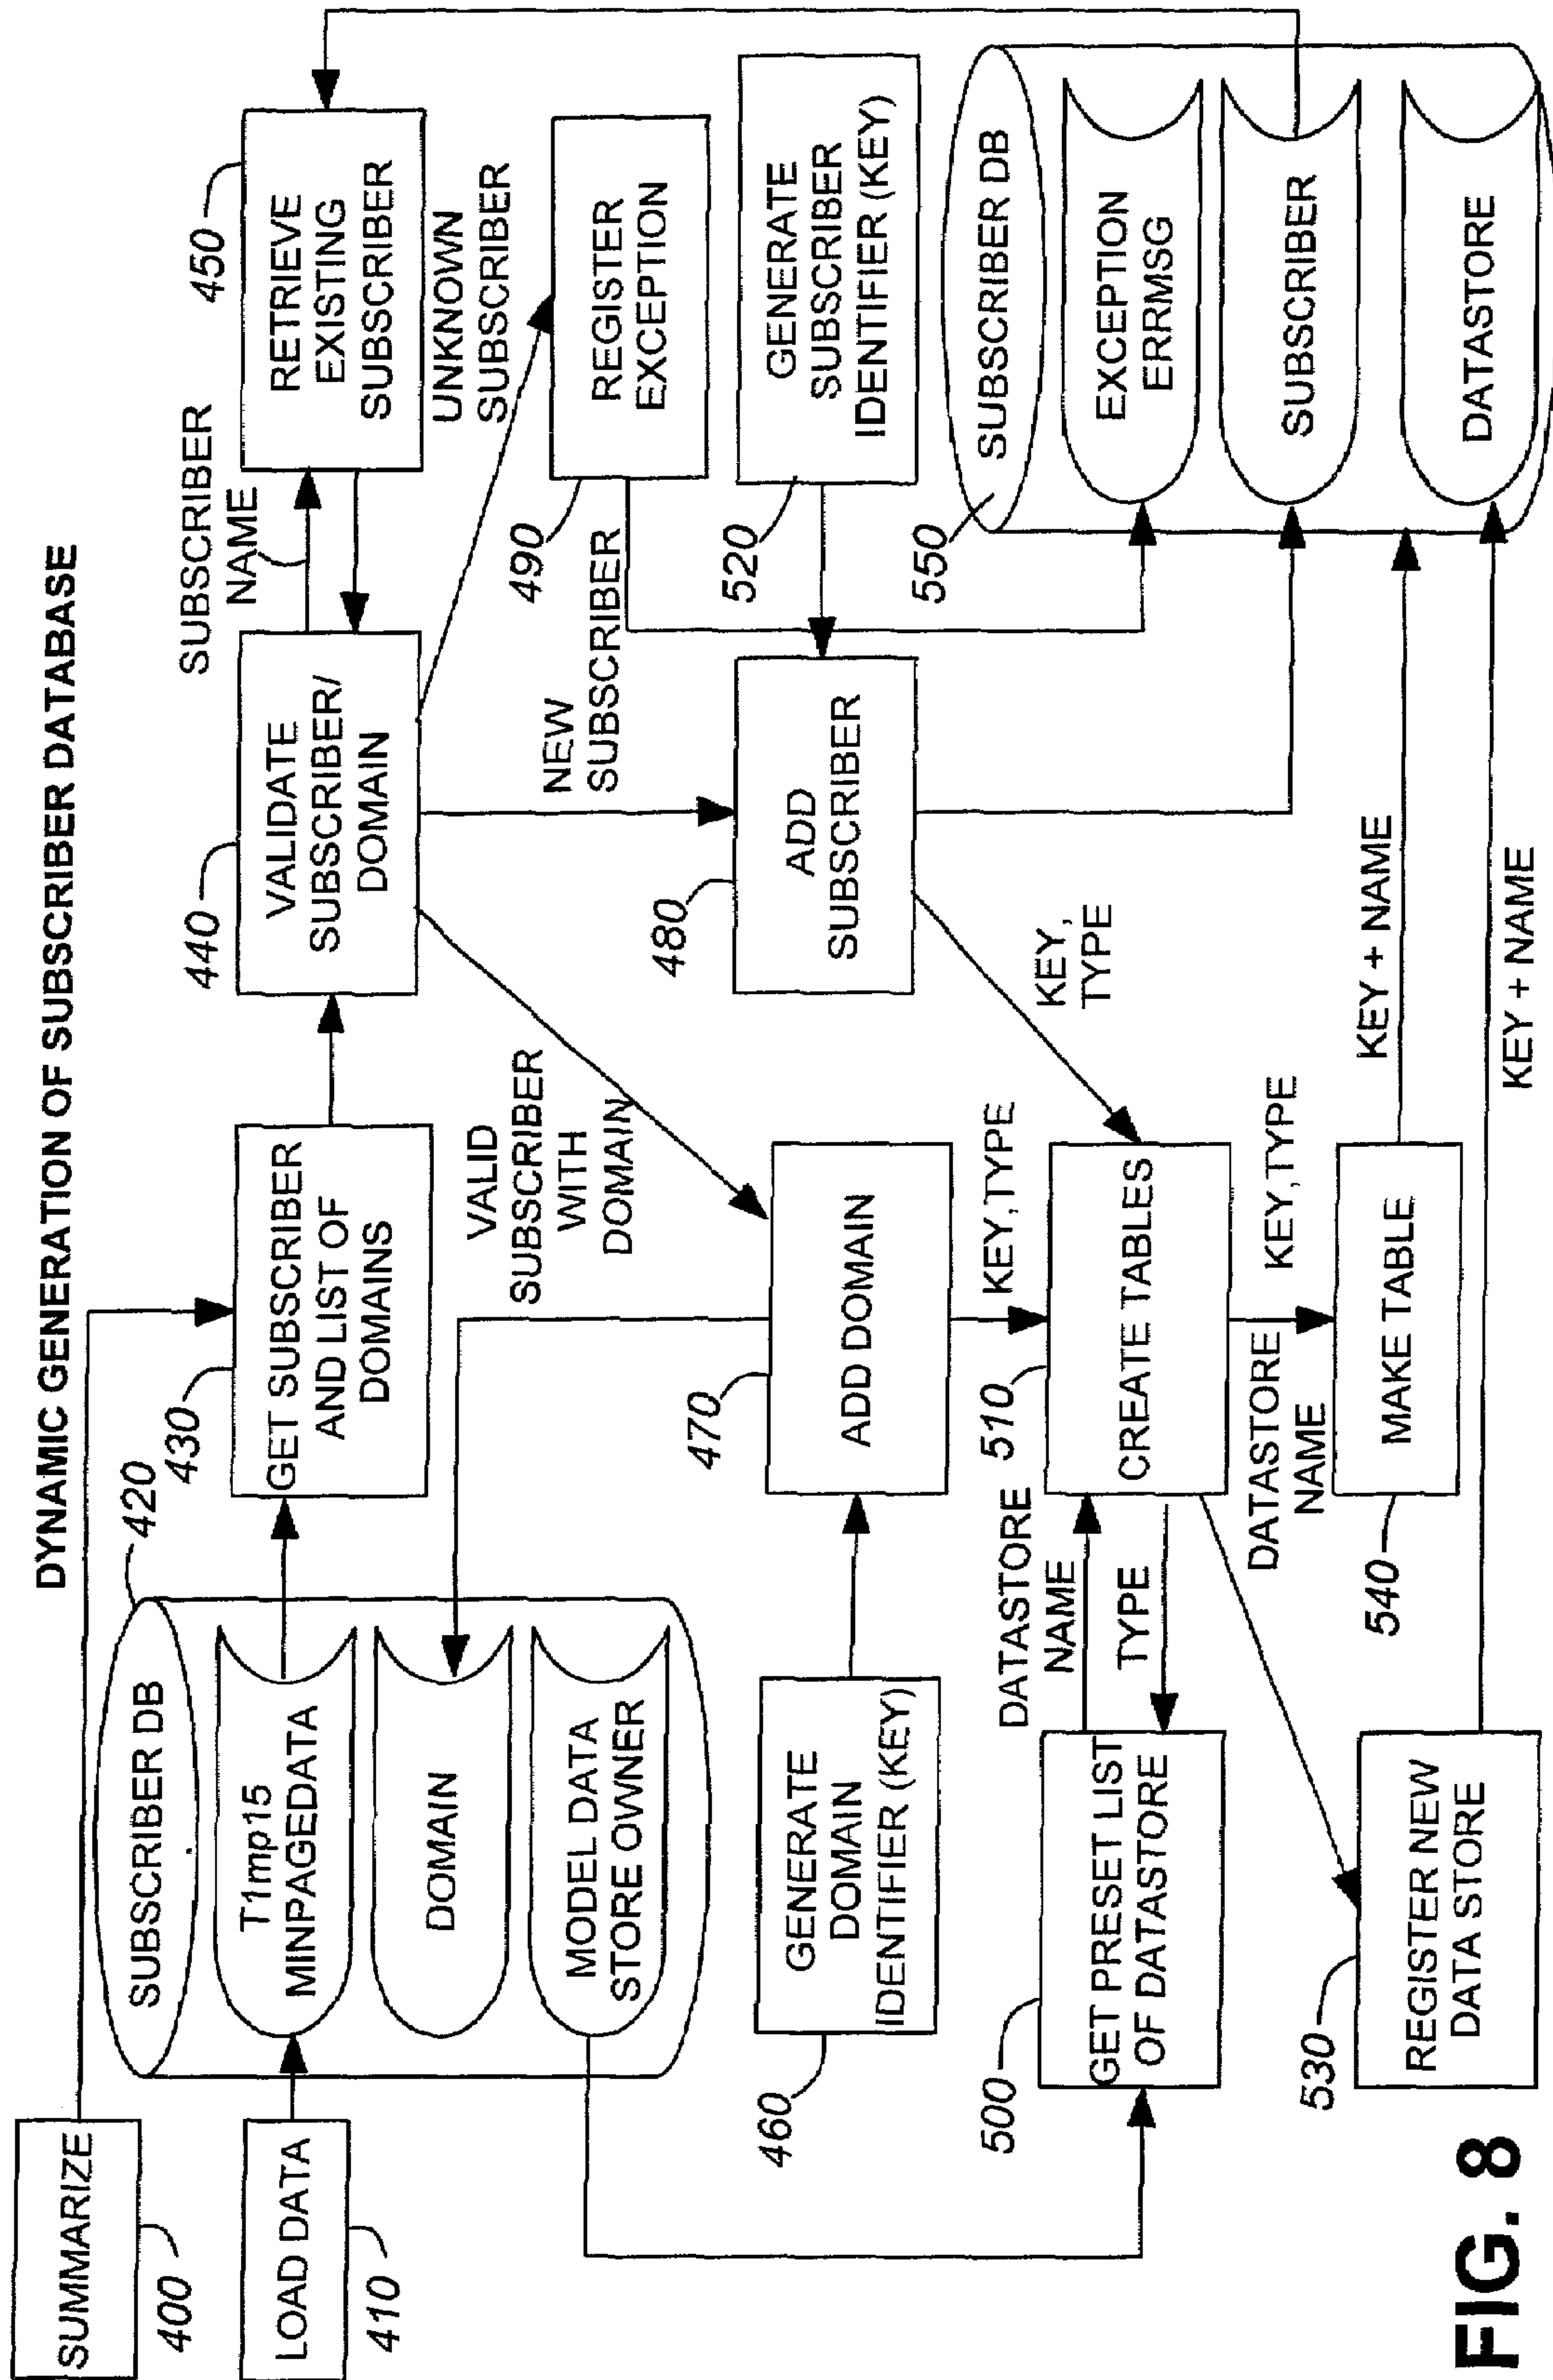 DYNAMIC GENERATION OF SUBSCRIBER DATABASE
SUMMARIZE
400
LOAD DATA
410
420
SUBSCRIBER DB
T1mp15
MINPAGEDATA
DOMAIN
MODEL DATA
STORE OWNER
430
GET SUBSCRIBER
AND LIST OF
DOMAINS
440
VALIDATE
SUBSCRIBER/
DOMAIN
SUBSCRIBER
NAME
450
RETRIEVE
EXISTING
SUBSCRIBER
UNKNOWN
SUBSCRIBER
VALID
SUBSCRIBER
WITH
DOMAIN
NEW
SUBSCRIBER
490
REGISTER
EXCEPTION
460
GENERATE
DOMAIN
IDENTIFIER (KEY)
470
ADD DOMAIN
480
ADD
SUBSCRIBER
520
GENERATE
SUBSCRIBER
IDENTIFIER (KEY)
KEY,TYPE
KEY,
TYPE
500
GET PRESET LIST
OF DATASTORE
DATASTORE
NAME
TYPE
510
CREATE TABLES
DATASTORE
NAME
KEY,TYPE
530
REGISTER NEW
DATA STORE
540
MAKE TABLE
KEY + NAME
KEY + NAME
550
SUBSCRIBER DB
EXCEPTION
ERRMSG
SUBSCRIBER
DATASTORE
FIG. 8